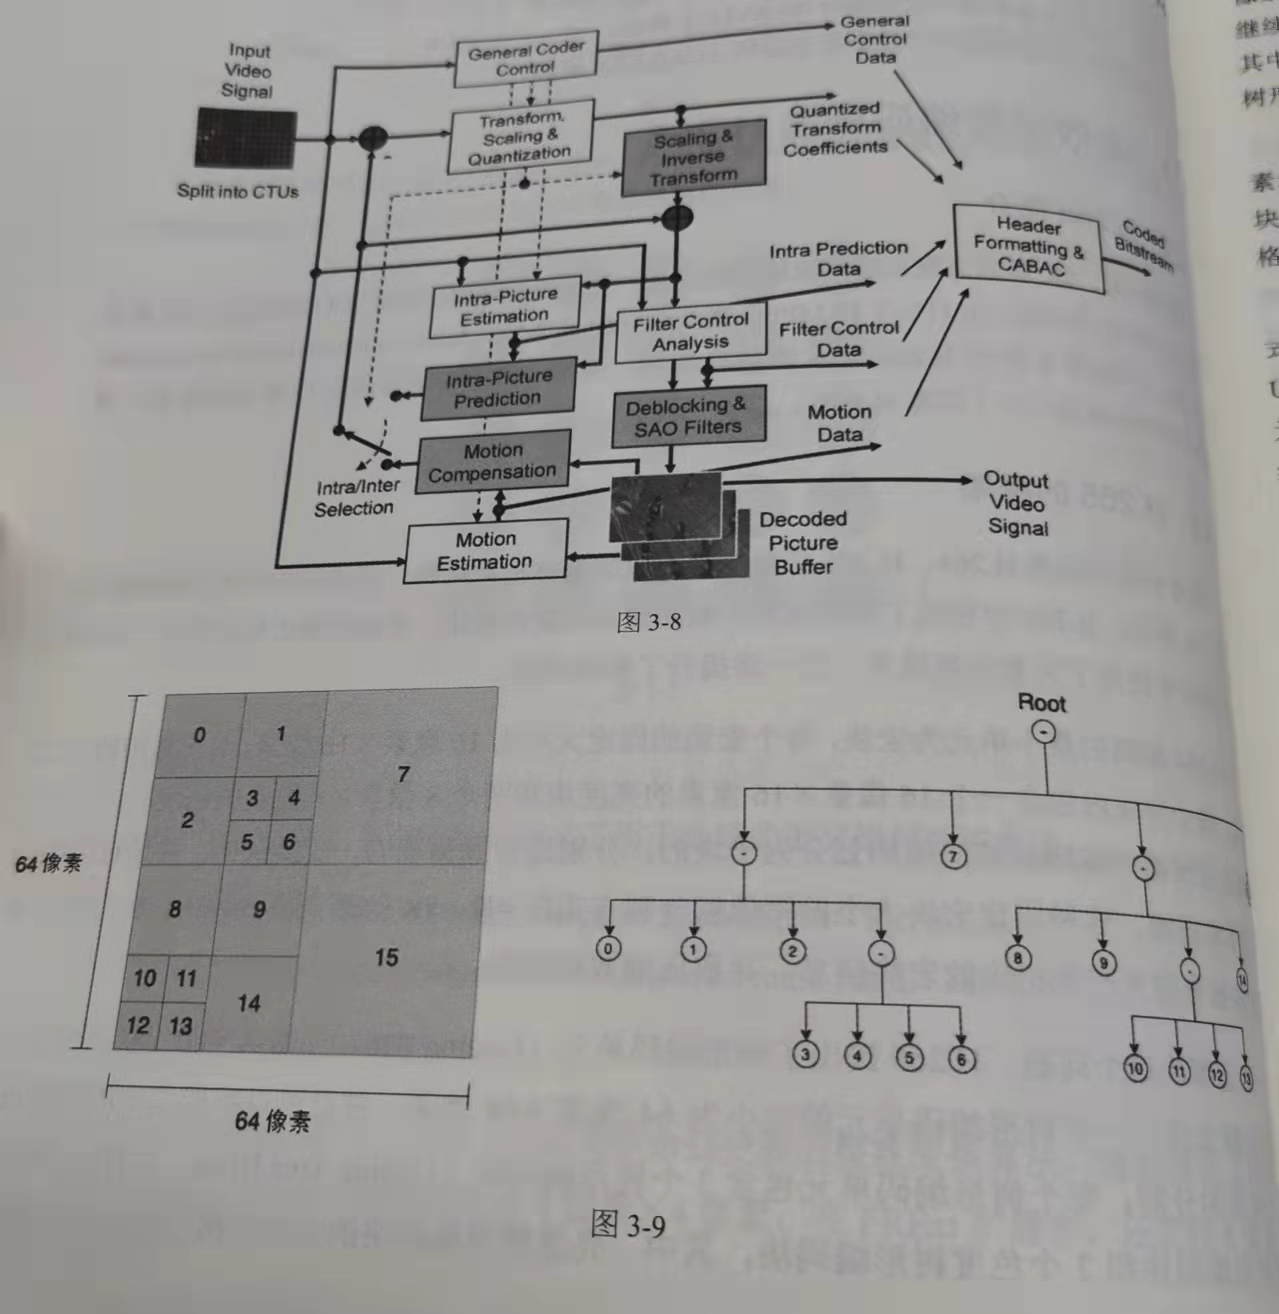 Input
Video
Signal
Split into CTUs
General Coder
Control
General
Control
Data
Transform,
Scaling &
Quantization
Scaling &
Inverse
Transform
Quantized
Transform
Coefficients
Header
Formatting &
CABAC
Coded
Bitstream
Intra Prediction
Data
Intra-Picture
Estimation
Filter Control
Analysis
Filter Control
Data
Intra-Picture
Prediction
Deblocking &
SAO Filters
Motion
Data
Motion
Compensation
Intra/Inter
Selection
Motion
Estimation
Decoded
Picture
Buffer
Output
Video
Signal
图 3-8
64 像素
0
1
2
3
4
5
6
7
8
9
10
11
12
13
14
15
64 像素
Root
-
-
7
-
0
1
2
-
8
9
-
14
3
4
5
6
10
11
12
13
图 3-9
继续
其中
树形
素
块
格